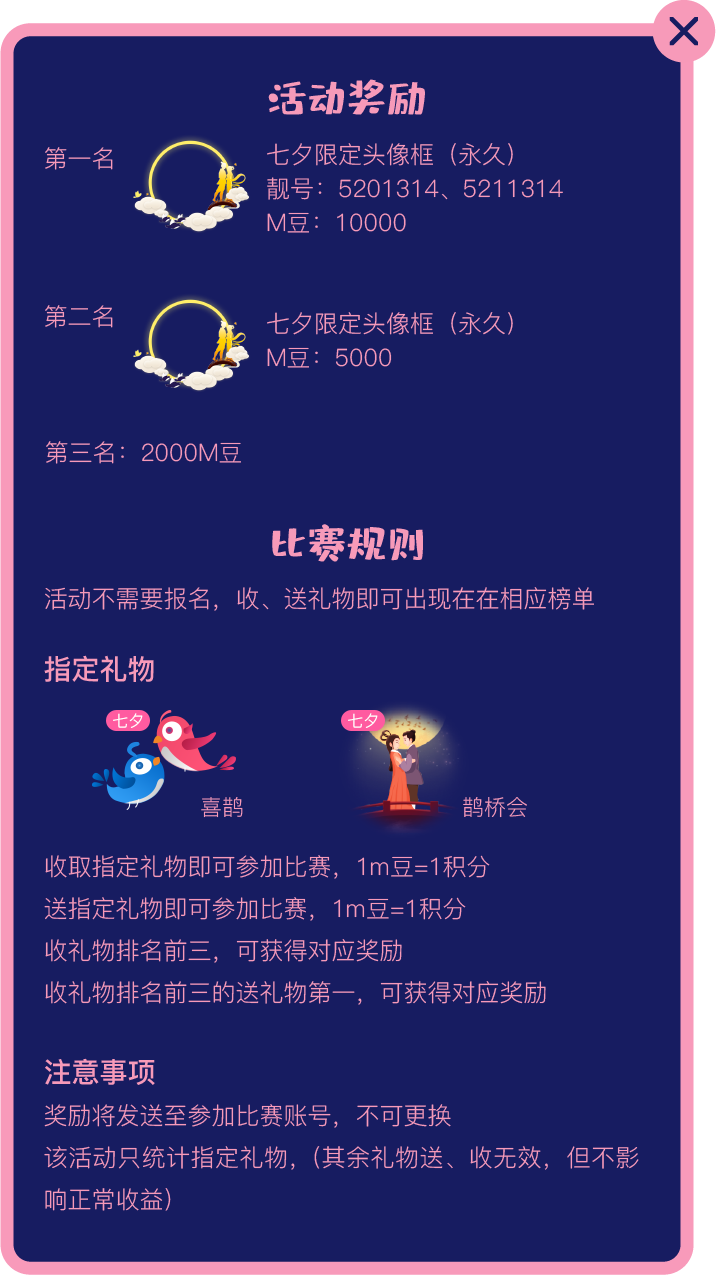 活动奖励
第一名
七夕限定头像框（永久）
靓号：5201314、5211314
M豆：10000
第二名
七夕限定头像框（永久）
M豆：5000
第三名：2000M豆
比赛规则
活动不需要报名，收、送礼物即可出现在在相应榜单
指定礼物
七夕
喜鹊
七夕
鹊桥会
收取指定礼物即可参加比赛，1m豆=1积分
送指定礼物即可参加比赛，1m豆=1积分
收礼物排名前三，可获得对应奖励
收礼物排名前三的送礼物第一，可获得对应奖励
注意事项
奖励将发送至参加比赛账号，不可更换
该活动只统计指定礼物，（其余礼物送、收无效，但不影
响正常收益）